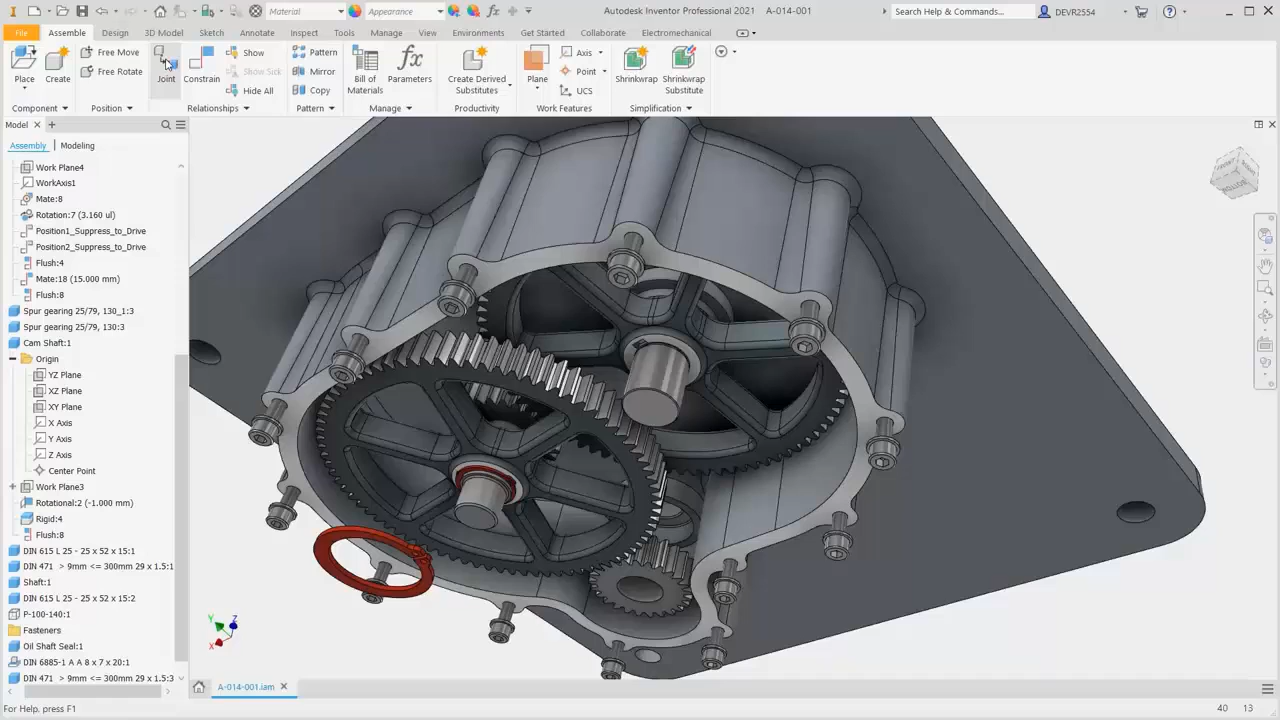 Material
Appearance
Autodesk Inventor Professional 2021 A-014-001
Search Help & Commands...
DEVR2554
File
Assembly
Design
3D Model
Sketch
Annotate
Inspect
Tools
Manage
View
Environments
Get Started
Collaborate
Electromechanical
Place
Create
Free Move
Free Rotate
Joint
Constrain
Show
Show Sick
Hide All
Pattern
Mirror
Copy
Bill of
Materials
Parameters
Create Derived
Substitutes
Plane
Axis
Point
UCS
Shrinkwrap
Shrinkwrap
Substitute
Component
Position
Relationships
Pattern
Manage
Productivity
Work Features
Simplification
Model
Assembly
Modeling
Work Plane4
WorkAxis1
Mate:8
Rotation:7 (3.160 ul)
Position1_Suppress_to_Drive
Position2_Suppress_to_Drive
Flush:4
Mate:18 (15.000 mm)
Flush:8
Spur gearing 25/79, 130_1:3
Spur gearing 25/79, 130:3
Cam Shaft:1
Origin
YZ Plane
XZ Plane
XY Plane
X Axis
Y Axis
Z Axis
Center Point
Work Plane3
Rotational:2 (-1.000 mm)
Rigid:4
Flush:8
DIN 615 L 25 - 25 x 52 x 15:1
DIN 471 > 9mm <= 300mm 29 x 1.5:1
Shaft:1
DIN 615 L 25 - 25 x 52 x 15:2
P-100-140:1
Fasteners
Oil Shaft Seal:1
DIN 6885-1 A A 8 x 7 x 20:1
DIN 471 > 9mm <= 300mm 29 x 1.5:3
Y
Z
X
A-014-001.iam
For Help, press F1
40 13